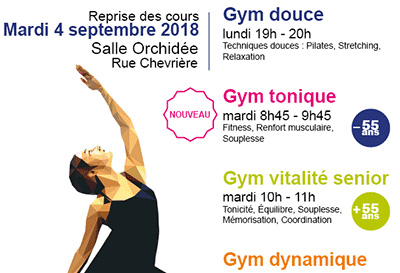 Reprise des cours
Mardi 4 septembre 2018
Salle Orchidée
Rue Chevrière
Gym douce
lundi 19h - 20h
Techniques douces : Pilates, Stretching,
Relaxation
NOUVEAU
Gym tonique
mardi 8h45 - 9h45
Fitness, Renfort musculaire,
Souplesse
-55
ans
Gym vitalité senior
mardi 10h - 11h
Tonicité, Équilibre, Souplesse,
Mémorisation, Coordination
+55
ans
Gym dynamique